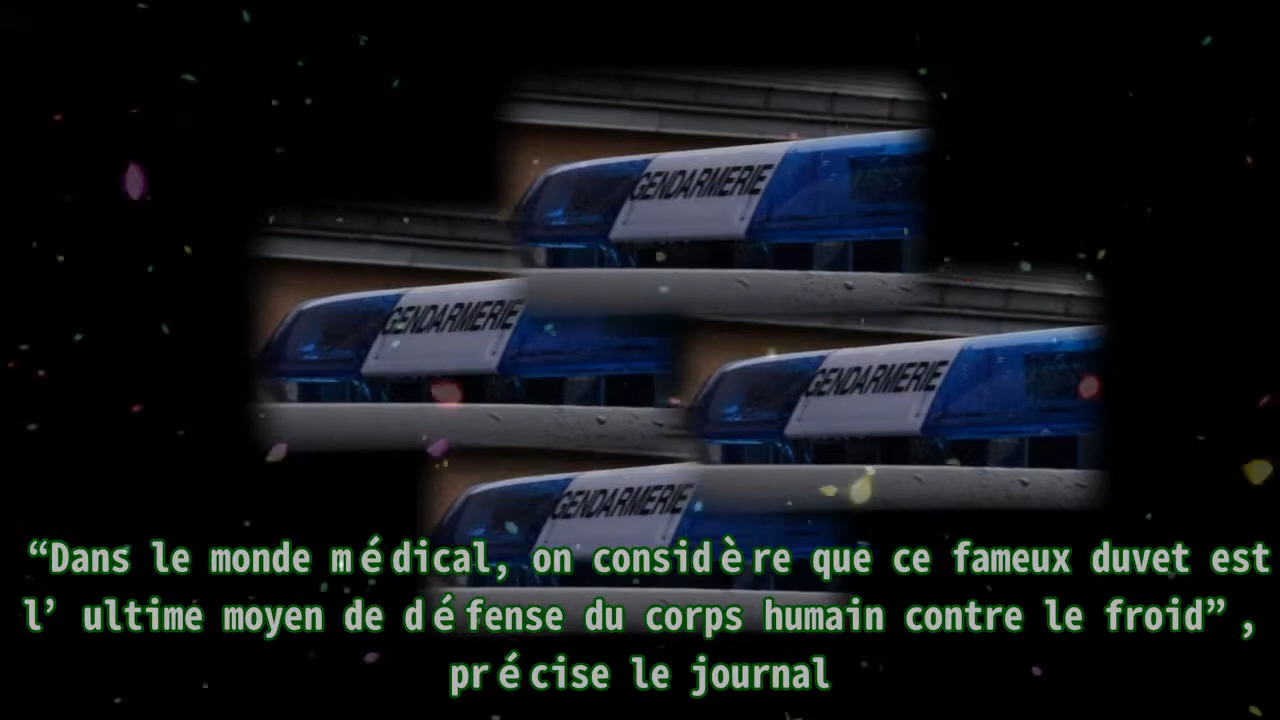 GENDARMERIE
GENDARMERIE
GENDARMERIE
GENDARMERIE
“Dans le monde médical, on considère que ce fameux duvet est
l’ ultime moyen de défense du corps humain contre le froid” ,
précise le journal